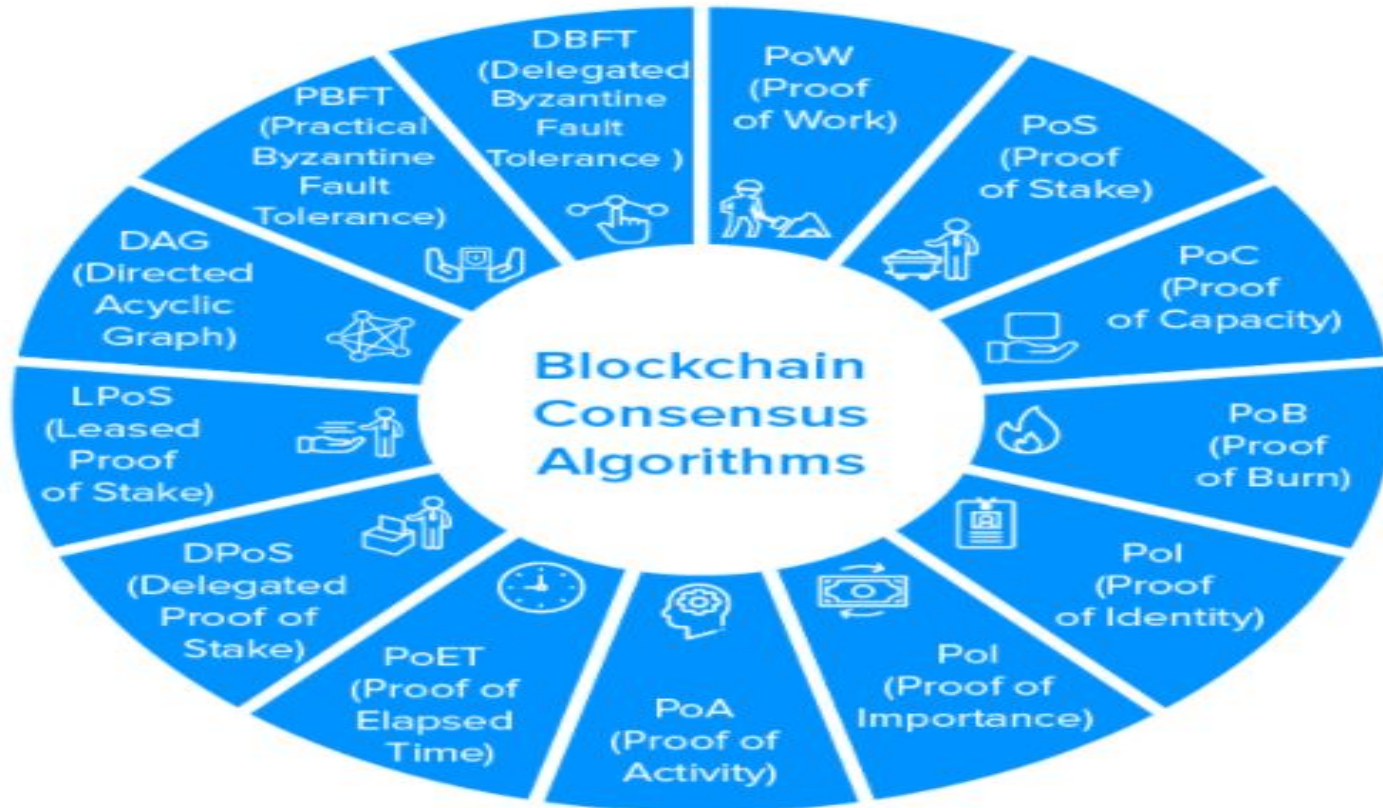 Blockchain
Consensus
Algorithms
PoW
(Proof
of Work)
PoS
(Proof
of Stake)
PoC
(Proof
of Capacity)
PoB
(Proof
of Burn)
PoI
(Proof
of Identity)
PoI
(Proof of
Importance)
PoA
(Proof of
Activity)
PoET
(Proof of
Elapsed
Time)
DPoS
(Delegated
Proof of
Stake)
LPoS
(Leased
Proof
of Stake)
DAG
(Directed
Acyclic
Graph)
PBFT
(Practical
Byzantine
Fault
Tolerance)
DBFT
(Delegated
Byzantine
Fault
Tolerance )